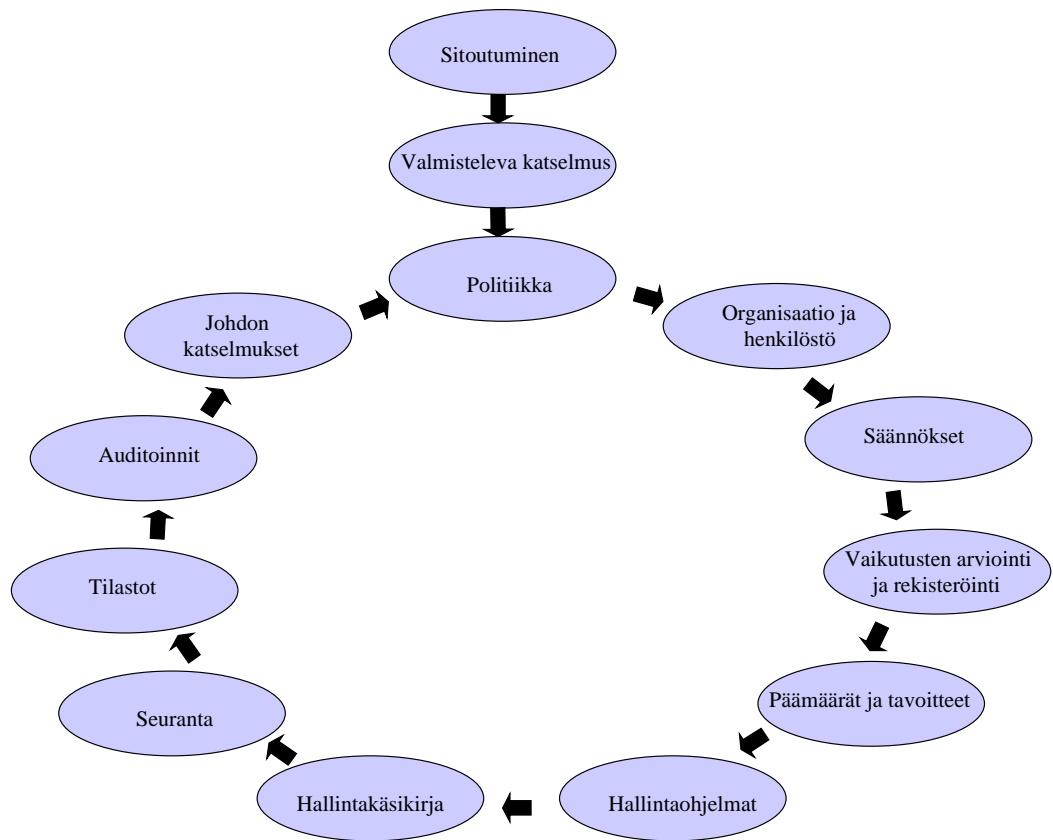 Sitoutuminen
Valmisteleva katselmus
Politiikka
Organisaatio ja
henkilöstö
Säännökset
Vaikutusten arviointi
ja rekisteröinti
Päämäärät ja tavoitteet
Hallintaohjelmat
Hallintakäsikirja
Seuranta
Tilastot
Auditoinnit
Johdon
katselmukset